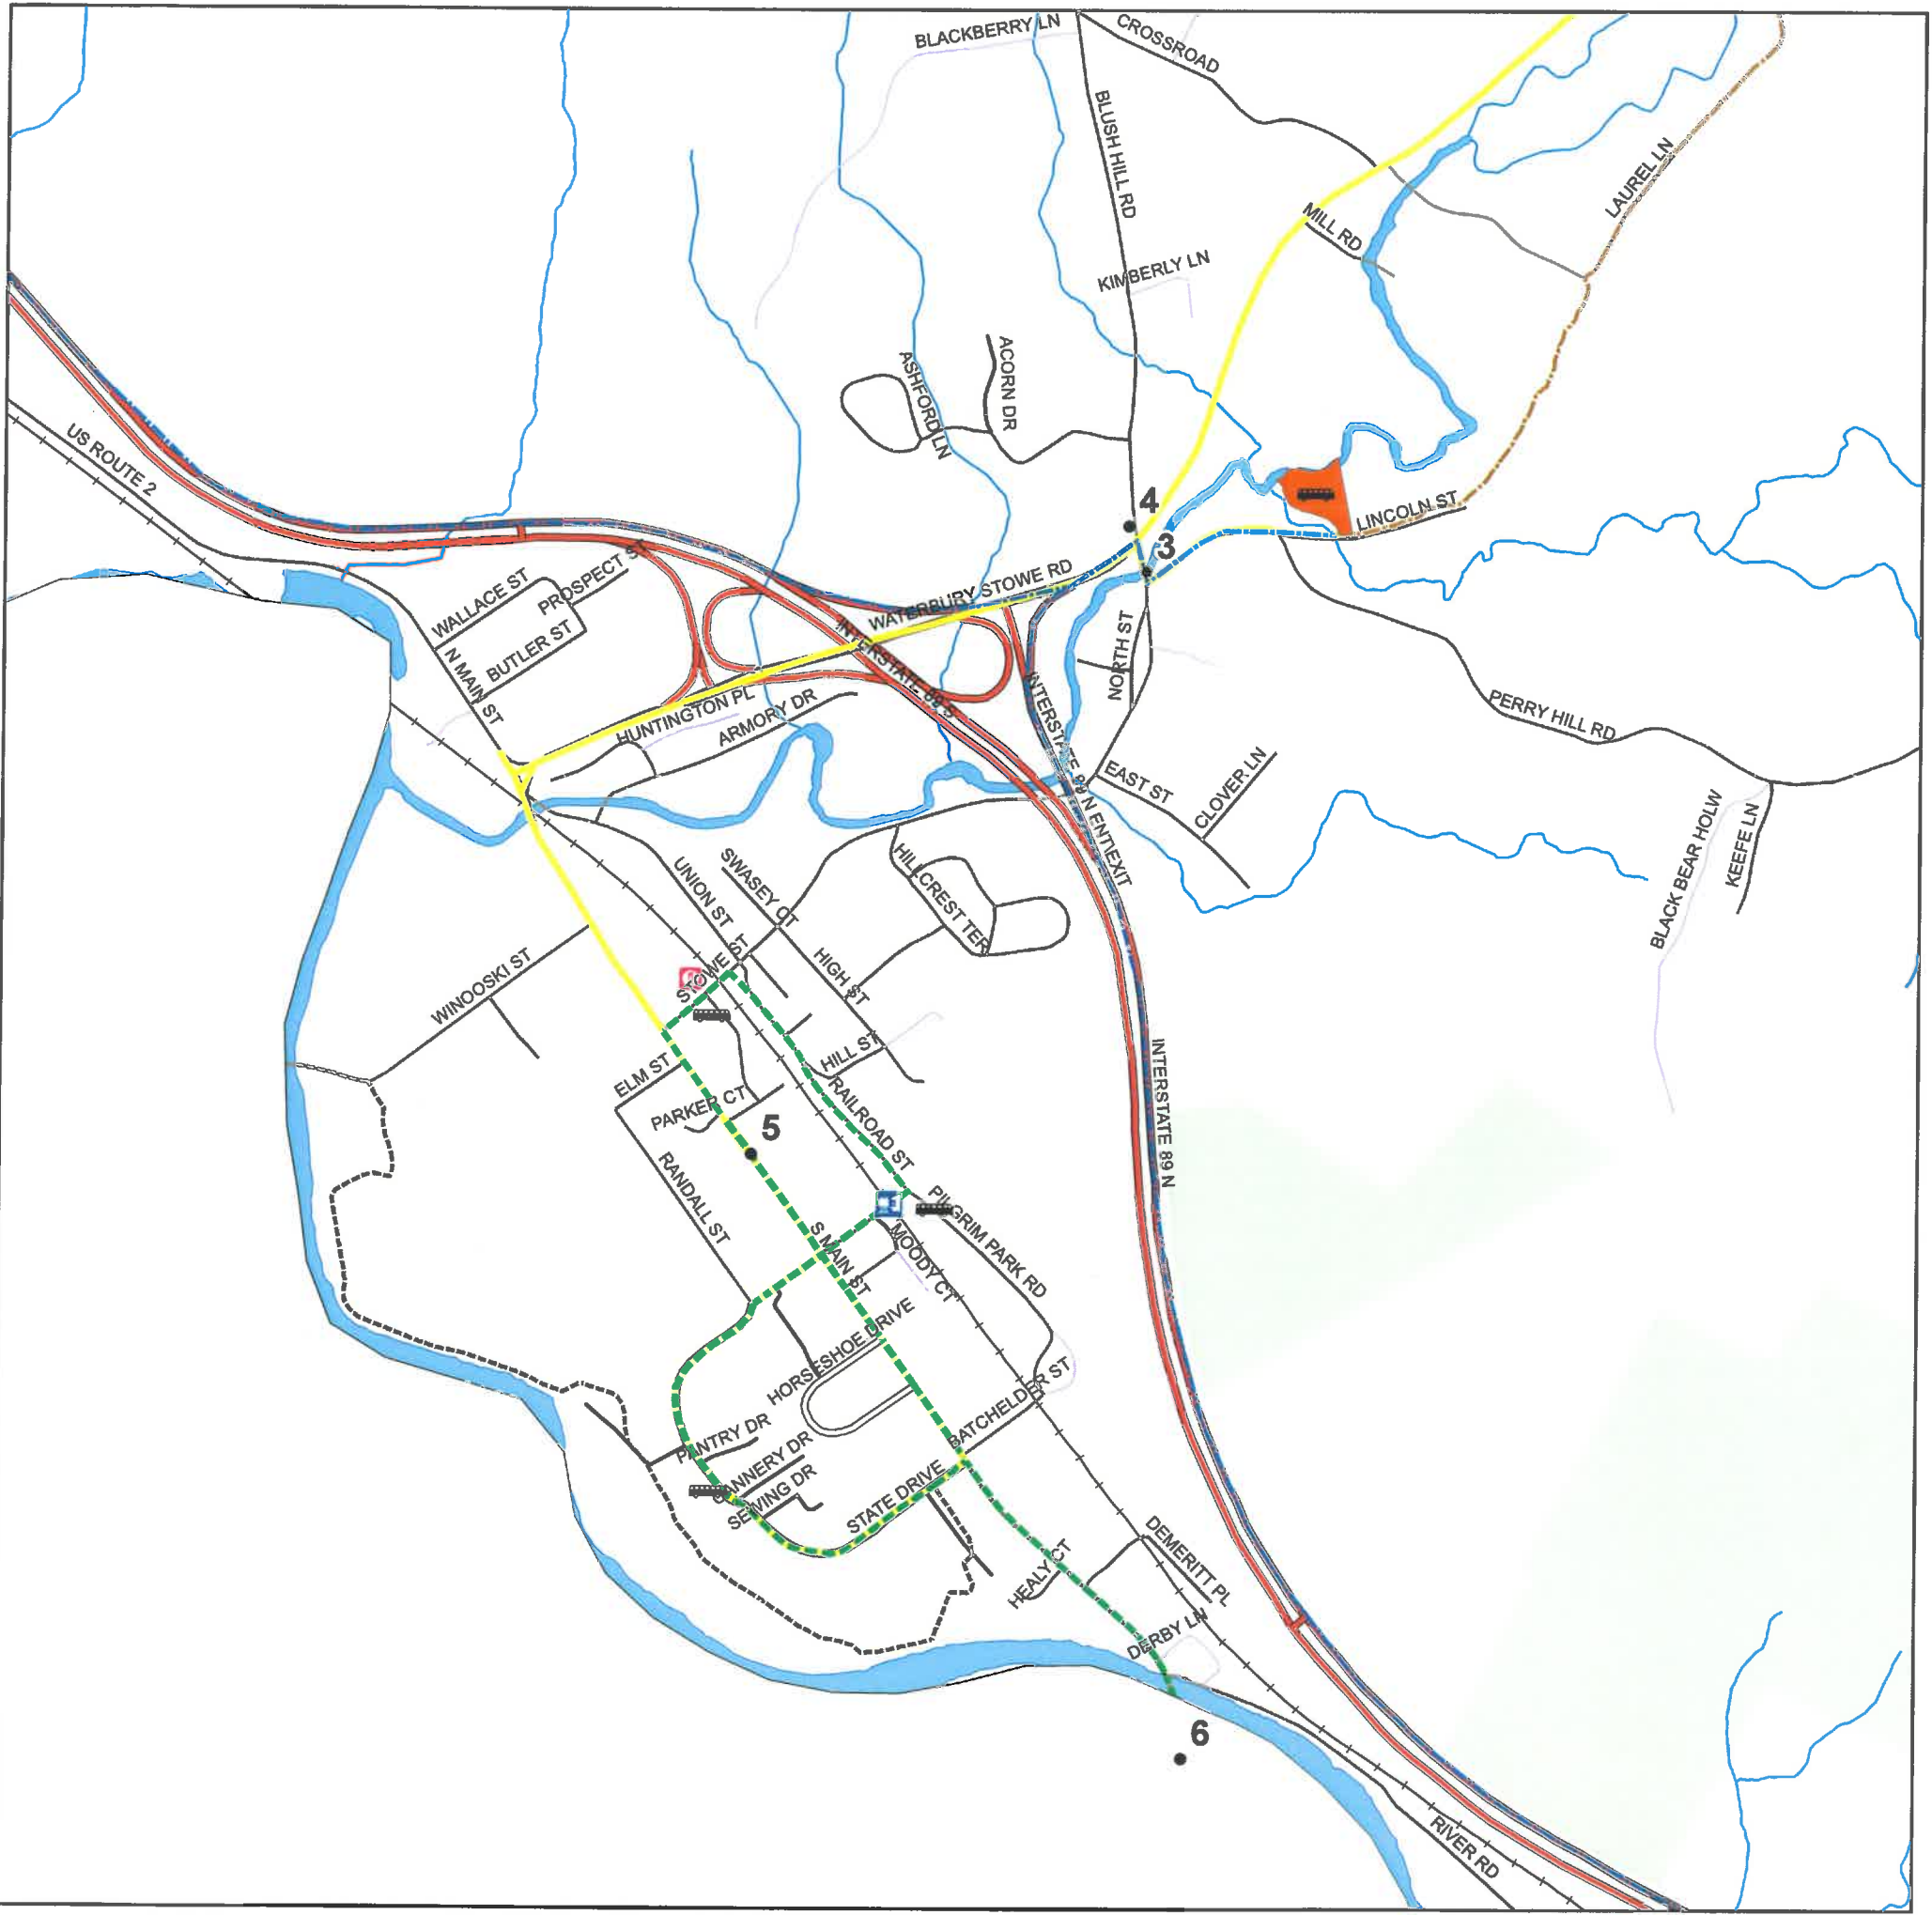 BLACKBERRY LN
CROSSROAD
BLUSH HILL RD
LAUREL LN
MILL RD
KIMBERLY LN
ACORN DR
ASHFORD LN
US ROUTE 2
4
LINCOLN ST
3
WALLACE ST
PROSPECT ST
WATERBURY STOWE RD
BUTLER ST
N MAIN ST
INTERSTATE 89 S
NORTH ST
HUNTINGTON PL
ARMORY DR
INTERSTATE 89 N ENT\EXIT
PERRY HILL RD
EAST ST
CLOVER LN
BLACK BEAR HOLW
KEEFE LN
UNION ST
SWASEY CT
HILLCREST TER
WINOOSKI ST
STOWE ST
HIGH ST
HILL ST
ELM ST
PARKER CT
5
RAILROAD ST
INTERSTATE 89 N
RANDALL ST
PILGRIM PARK RD
S MAIN ST
MOODY CT
HORSESHOE DRIVE
BATCHELDER ST
PANTRY DR
CANNERY DR
SEWING DR
STATE DRIVE
HEALY CT
DEMERITT PL
DERBY LN
6
RIVER RD